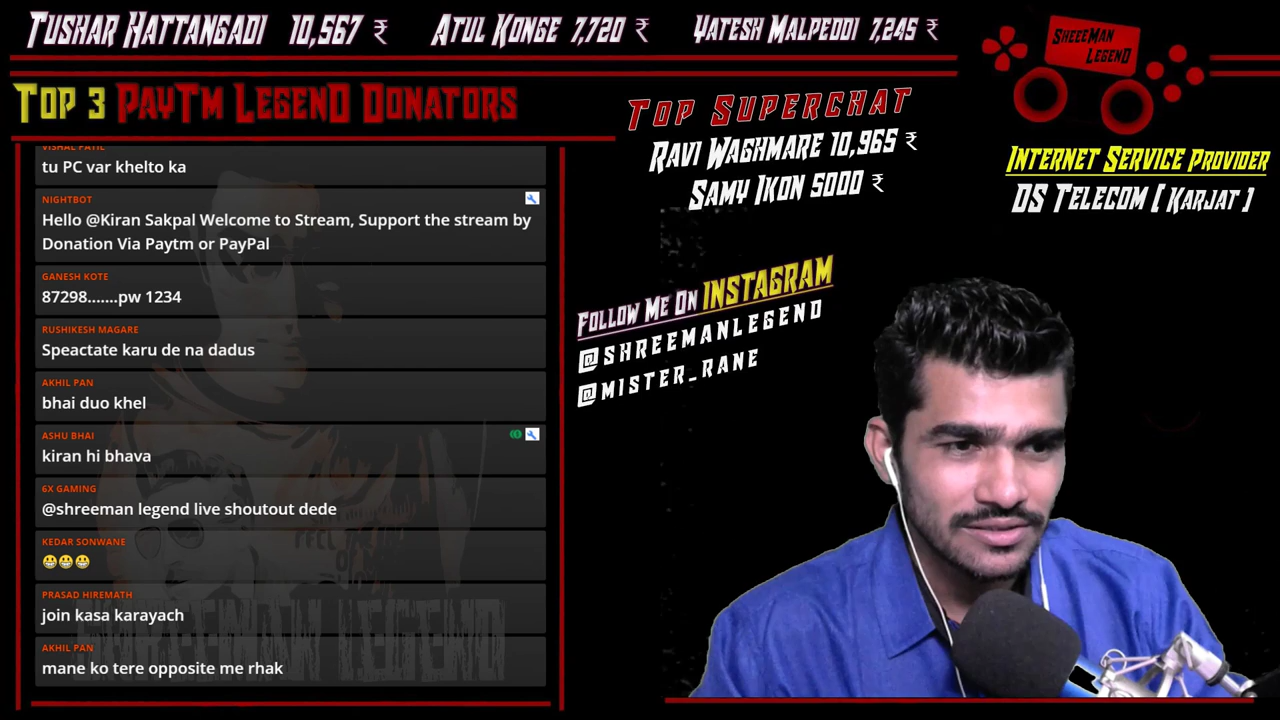 Tushar Hattangadi 10,567 ₹ Atul Konge 7,720 ₹ Yatesh Malpeddi 7,245 ₹
SheeeMan
Legend
Top 3 PayTm Legend Donators
Top Superchat
Ravi Waghmare 10,965 ₹
Samy Ikon 5000 ₹
Internet Service Provider
DS Telecom [ Karjat ]
Follow Me On Instagram
@shreemanlegend
@mister_rane
VISHAL PATIL
tu PC var khelto ka
NIGHTBOT
Hello @Kiran Sakpal Welcome to Stream, Support the stream by
Donation Via Paytm or PayPal
GANESH KOTE
87298.......pw 1234
RUSHIKESH MAGARE
Speactate karu de na dadus
AKHIL PAN
bhai duo khel
ASHU BHAI
kiran hi bhava
6X GAMING
@shreeman legend live shoutout dede
KEDAR SONWANE
😀😀😀
PRASAD HIREMATH
join kasa karayach
AKHIL PAN
mane ko tere opposite me rhak